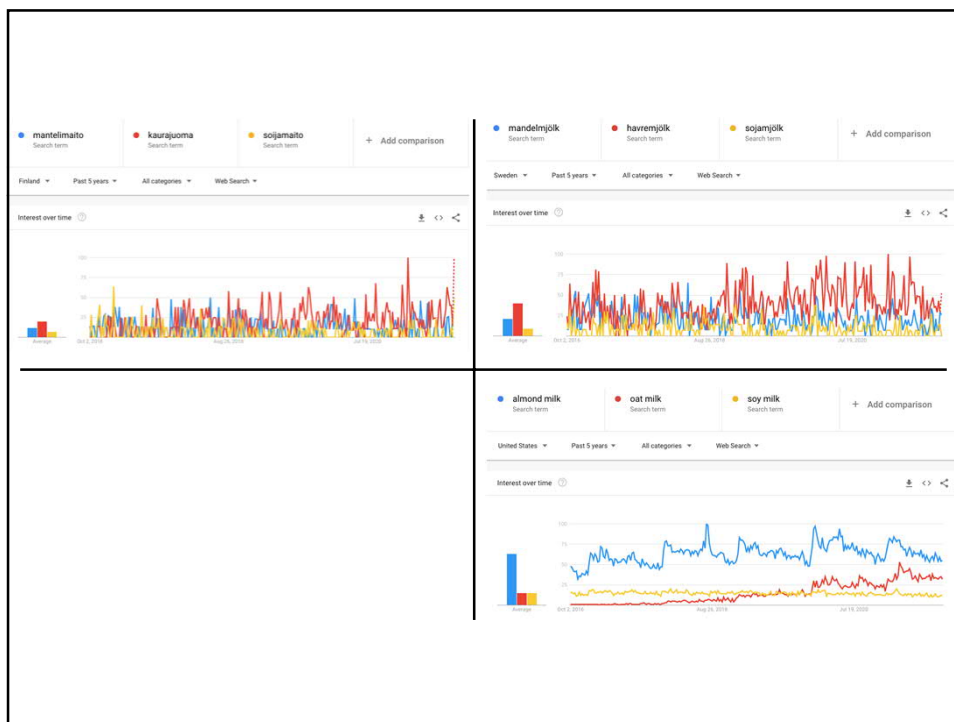 mantelimaito
Search term
kaurajuoma
Search term
soijamaito
Search term
+ Add comparison
Finland Past 5 years All categories Web Search
Interest over time
100
75
50
25
Average
Oct 2, 2016 Aug 26, 2018 Jul 19, 2020
mandelmjölk
Search term
havremjölk
Search term
sojamjölk
Search term
+ Add comparison
Sweden Past 5 years All categories Web Search
Interest over time
100
75
50
25
Average
Oct 2, 2016 Aug 26, 2018 Jul 19, 2020
almond milk
Search term
oat milk
Search term
soy milk
Search term
+ Add comparison
United States Past 5 years All categories Web Search
Interest over time
100
75
50
25
Average
Oct 2, 2016 Aug 26, 2018 Jul 19, 2020